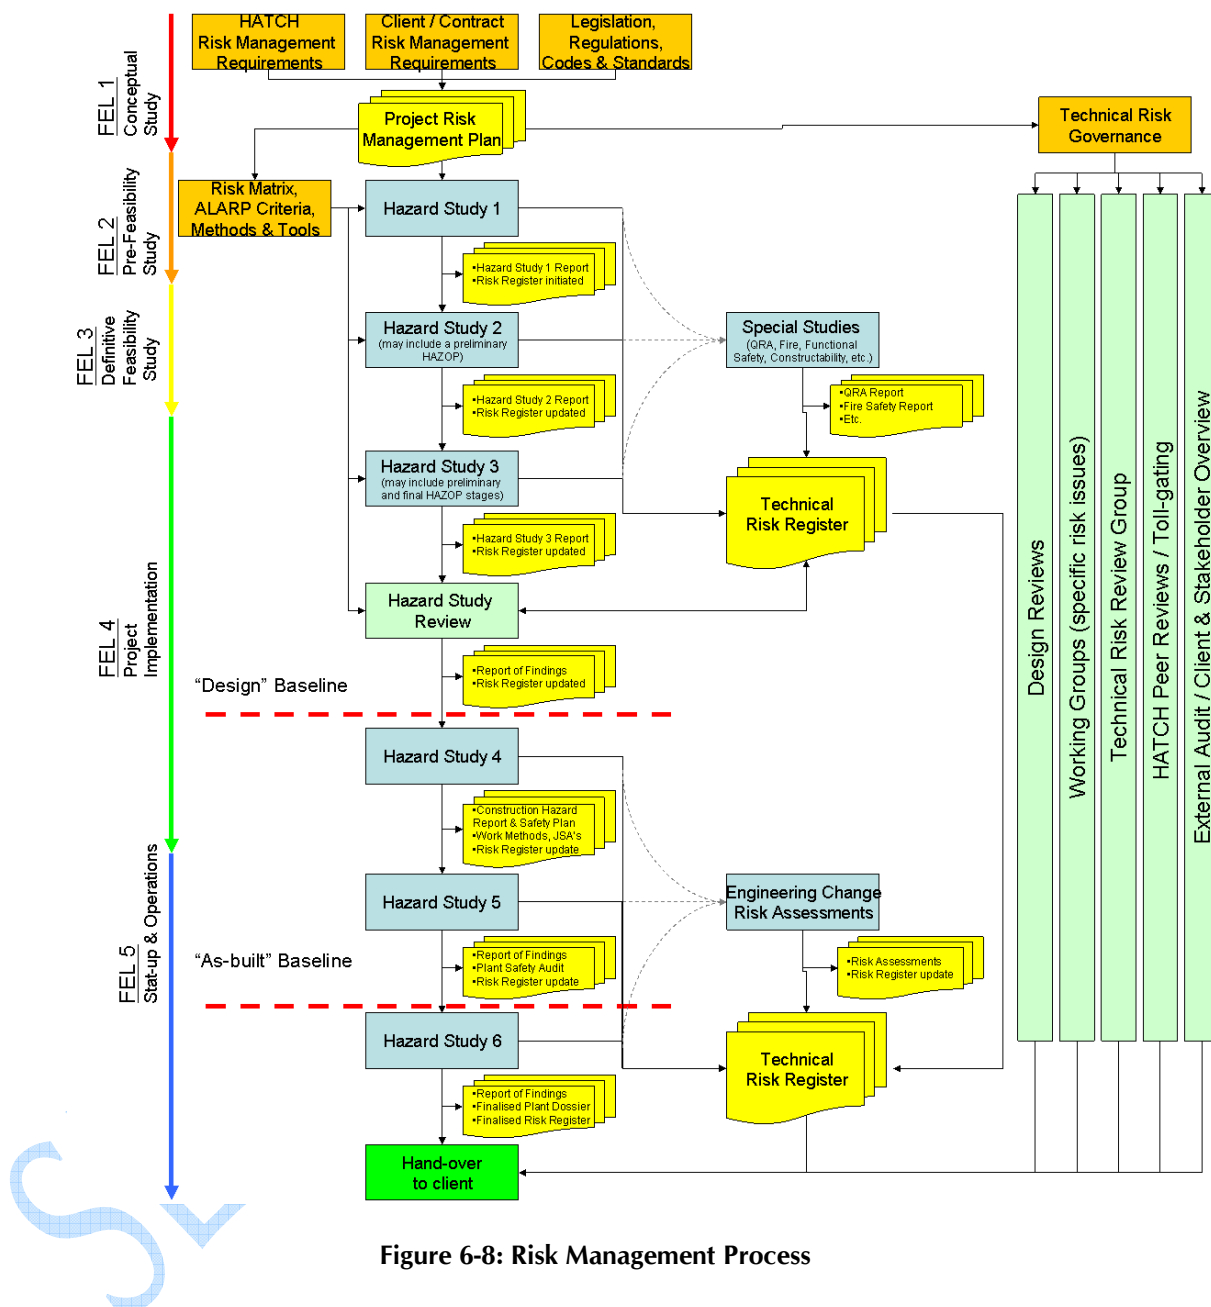 HATCH
Risk Management
Requirements
Client / Contract
Risk Management
Requirements
Legislation,
Regulations,
Codes & Standards
FEL 1
Conceptual
Study
Project Risk
Management Plan
Technical Risk
Governance
FEL 2
Pre-Feasibility
Study
Risk Matrix,
ALARP Criteria,
Methods & Tools
Hazard Study 1
▪Hazard Study 1 Report
▪Risk Register initiated
FEL 3
Definitive
Feasibility
Study
Hazard Study 2
(may include a preliminary
HAZOP)
Special Studies
(QRA, Fire, Functional
Safety, Constructability, etc.)
▪Hazard Study 2 Report
▪Risk Register updated
▪QRA Report
▪Fire Safety Report
▪Etc.
Hazard Study 3
(may include preliminary
and final HAZOP stages)
Technical
Risk Register
▪Hazard Study 3 Report
▪Risk Register updated
FEL 4
Project
Implementation
Hazard Study
Review
▪Report of Findings
▪Risk Register updated
“Design” Baseline
Hazard Study 4
▪Construction Hazard
Report & Safety Plan
▪Work Methods, JSA's
▪Risk Register update
FEL 5
Stat-up & Operations
Hazard Study 5
Engineering Change
Risk Assessments
▪Report of Findings
▪Plant Safety Audit
▪Risk Register update
▪Risk Assessments
▪Risk Register update
“As-built” Baseline
Hazard Study 6
Technical
Risk Register
▪Report of Findings
▪Finalised Plant Dossier
▪Finalised Risk Register
Hand-over
to client
Design Reviews
Working Groups (specific risk issues)
Technical Risk Review Group
HATCH Peer Reviews / Toll-gating
External Audit / Client & Stakeholder Overview
Figure 6-8: Risk Management Process